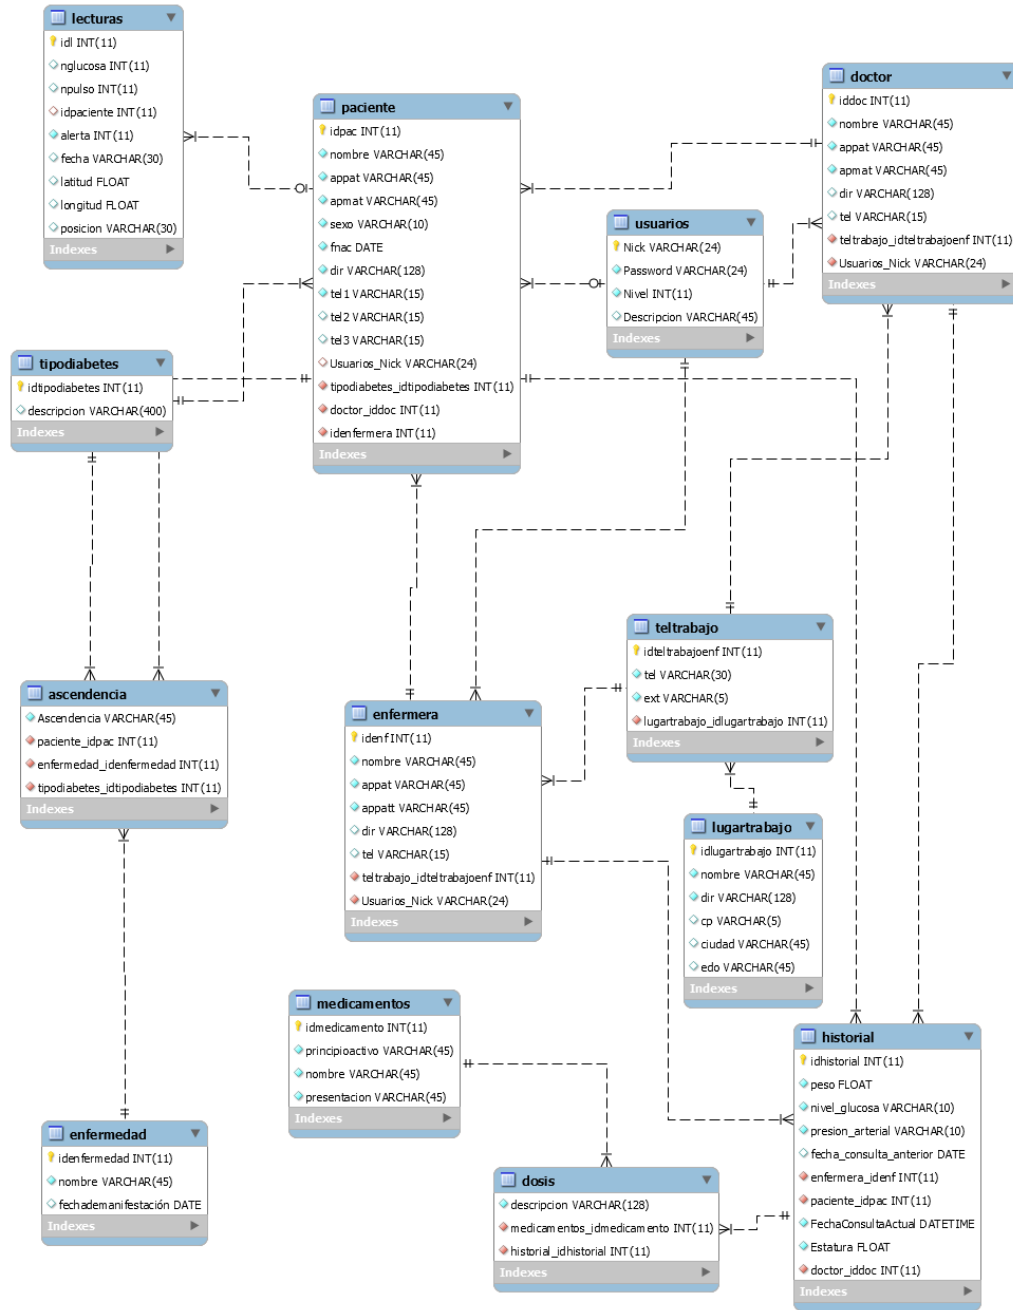 lecturas
idl INT(11)
nglucosa INT(11)
npulso INT(11)
idpaciente INT(11)
alerta INT(11)
fecha VARCHAR(30)
latitud FLOAT
longitud FLOAT
posicion VARCHAR(30)
Indexes
paciente
idpac INT(11)
nombre VARCHAR(45)
appat VARCHAR(45)
apmat VARCHAR(45)
sexo VARCHAR(10)
fnac DATE
dir VARCHAR(128)
tel1 VARCHAR(15)
tel2 VARCHAR(15)
tel3 VARCHAR(15)
Usuarios_Nick VARCHAR(24)
tipodiabetes_idtipodiabetes INT(11)
doctor_iddoc INT(11)
idenfermera INT(11)
Indexes
doctor
iddoc INT(11)
nombre VARCHAR(45)
appat VARCHAR(45)
apmat VARCHAR(45)
dir VARCHAR(128)
tel VARCHAR(15)
teltrabajo_idteltrabajoenf INT(11)
Usuarios_Nick VARCHAR(24)
Indexes
usuarios
Nick VARCHAR(24)
Password VARCHAR(24)
Nivel INT(11)
Descripcion VARCHAR(45)
Indexes
tipodiabetes
idtipodiabetes INT(11)
descripcion VARCHAR(400)
Indexes
ascendencia
Ascendencia VARCHAR(45)
paciente_idpac INT(11)
enfermedad_idenfermedad INT(11)
tipodiabetes_idtipodiabetes INT(11)
Indexes
enfermera
idenf INT(11)
nombre VARCHAR(45)
appat VARCHAR(45)
appatt VARCHAR(45)
dir VARCHAR(128)
tel VARCHAR(15)
teltrabajo_idteltrabajoenf INT(11)
Usuarios_Nick VARCHAR(24)
Indexes
teltrabajo
idteltrabajoenf INT(11)
tel VARCHAR(30)
ext VARCHAR(5)
lugartrabajo_idlugartrabajo INT(11)
Indexes
lugartrabajo
idlugartrabajo INT(11)
nombre VARCHAR(45)
dir VARCHAR(128)
cp VARCHAR(5)
ciudad VARCHAR(45)
edo VARCHAR(45)
Indexes
medicamentos
idmedicamento INT(11)
principioactivo VARCHAR(45)
nombre VARCHAR(45)
presentacion VARCHAR(45)
Indexes
historial
idhistorial INT(11)
peso FLOAT
nivel_glucosa VARCHAR(10)
presion_arterial VARCHAR(10)
fecha_consulta_anterior DATE
enfermera_idenf INT(11)
paciente_idpac INT(11)
FechaConsultaActual DATETIME
Estatura FLOAT
doctor_iddoc INT(11)
Indexes
enfermedad
idenfermedad INT(11)
nombre VARCHAR(45)
fechademanifestación DATE
Indexes
dosis
descripcion VARCHAR(128)
medicamentos_idmedicamento INT(11)
historial_idhistorial INT(11)
Indexes